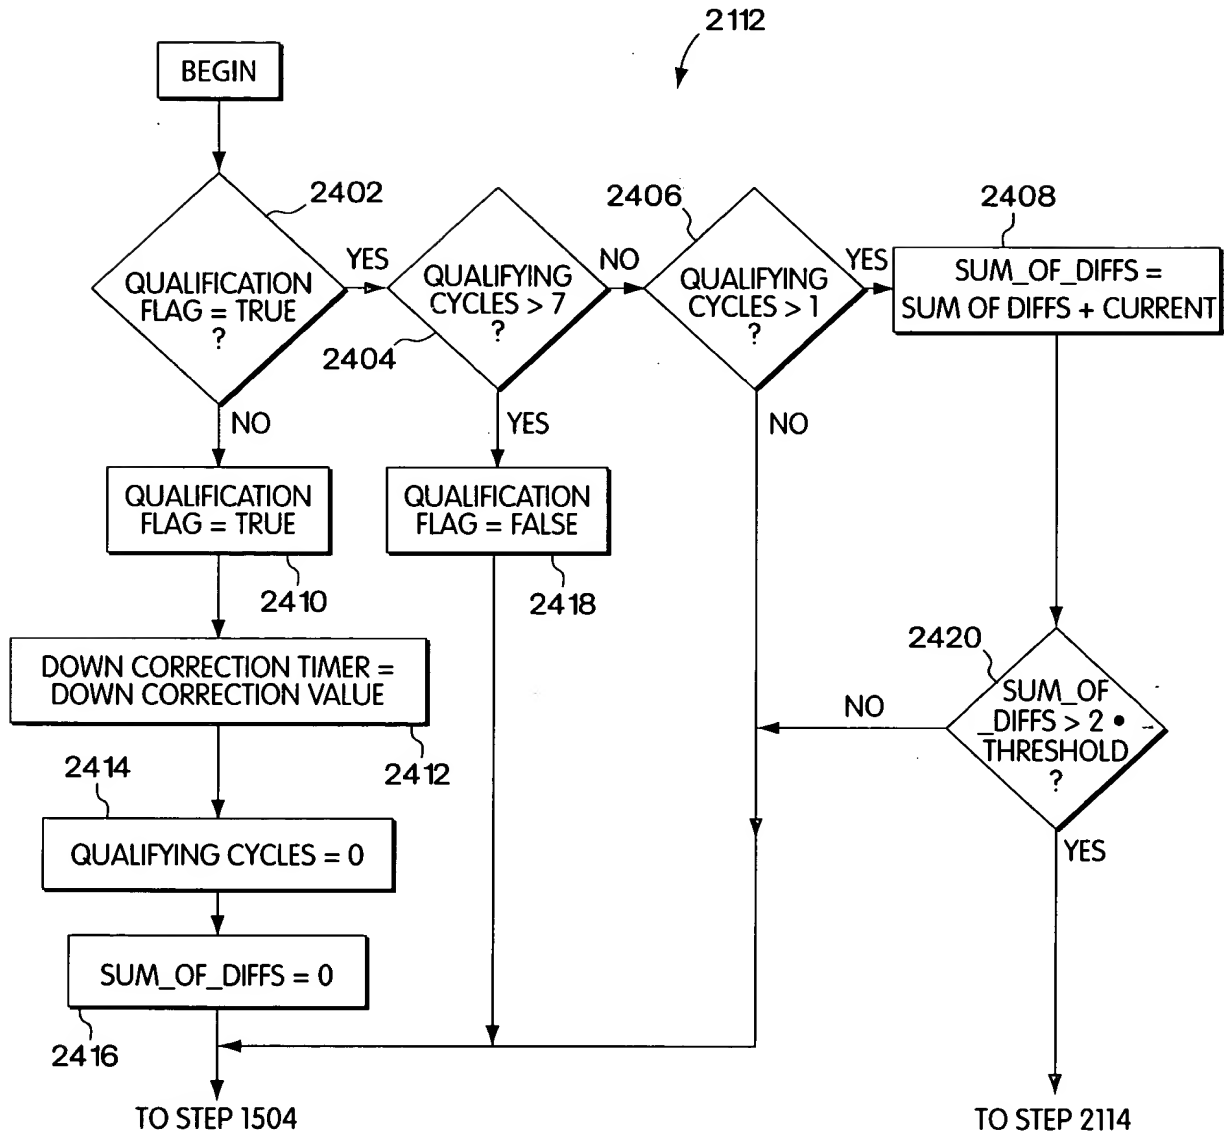 2112
BEGIN
2402
QUALIFICATION
FLAG = TRUE
?
YES
NO
2404
QUALIFYING
CYCLES > 7
?
NO
YES
2406
QUALIFYING
CYCLES > 1
?
YES
NO
2408
SUM_OF_DIFFS =
SUM OF DIFFS + CURRENT
QUALIFICATION
FLAG = TRUE
2410
QUALIFICATION
FLAG = FALSE
2418
DOWN CORRECTION TIMER =
DOWN CORRECTION VALUE
2412
2420
SUM_OF
_DIFFS > 2 •
THRESHOLD
?
NO
YES
2414
QUALIFYING CYCLES = 0
SUM_OF_DIFFS = 0
2416
TO STEP 1504
TO STEP 2114